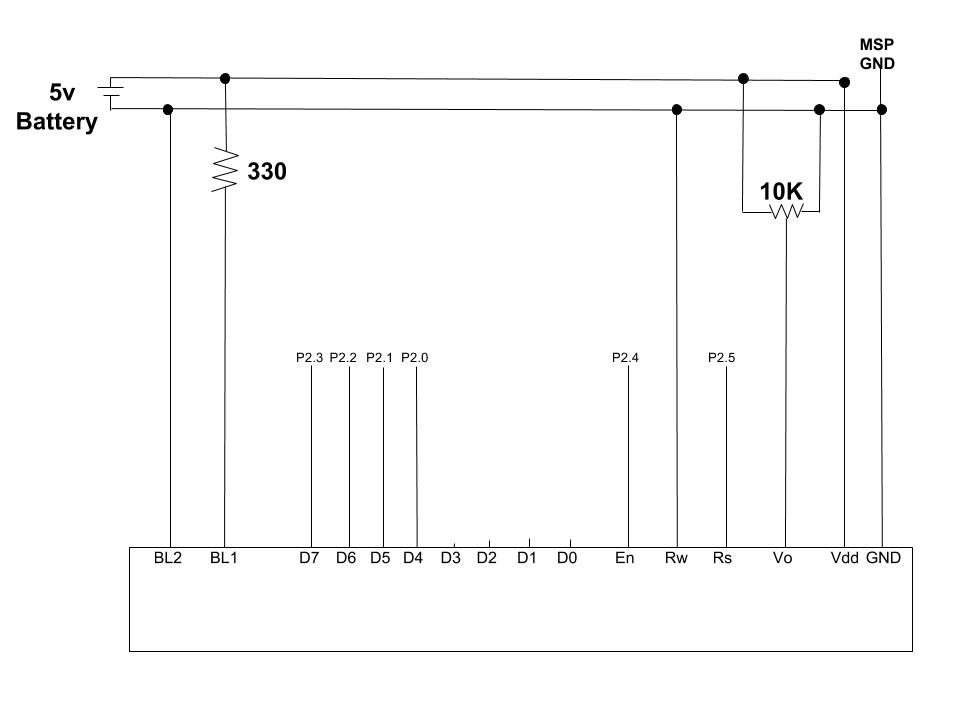 MSP
GND
5v
Battery
330
10K
P2.3 P2.2 P2.1 P2.0 P2.4 P2.5
BL2 BL1 D7 D6 D5 D4 D3 D2 D1 D0 En Rw Rs Vo Vdd GND